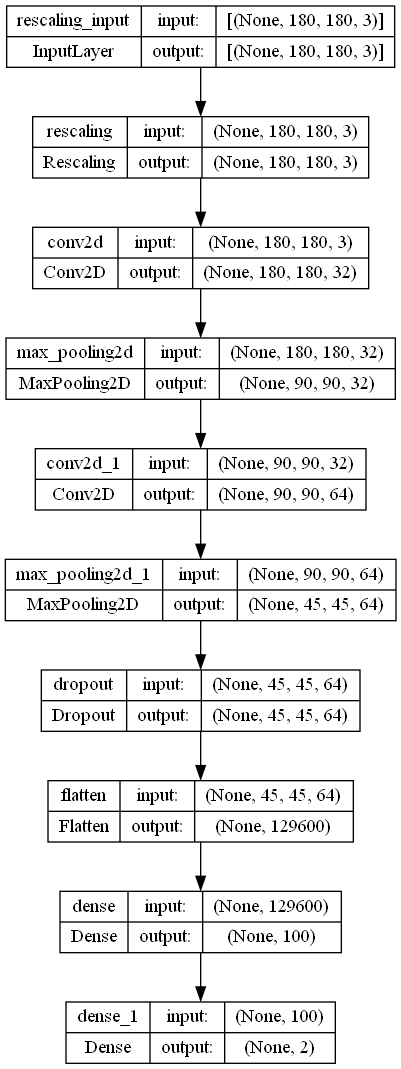 rescaling_input input: [(None, 180, 180, 3)]
InputLayer output: [(None, 180, 180, 3)]
rescaling input: (None, 180, 180, 3)
Rescaling output: (None, 180, 180, 3)
conv2d input: (None, 180, 180, 3)
Conv2D output: (None, 180, 180, 32)
max_pooling2d input: (None, 180, 180, 32)
MaxPooling2D output: (None, 90, 90, 32)
conv2d_1 input: (None, 90, 90, 32)
Conv2D output: (None, 90, 90, 64)
max_pooling2d_1 input: (None, 90, 90, 64)
MaxPooling2D output: (None, 45, 45, 64)
dropout input: (None, 45, 45, 64)
Dropout output: (None, 45, 45, 64)
flatten input: (None, 45, 45, 64)
Flatten output: (None, 129600)
dense input: (None, 129600)
Dense output: (None, 100)
dense_1 input: (None, 100)
Dense output: (None, 2)